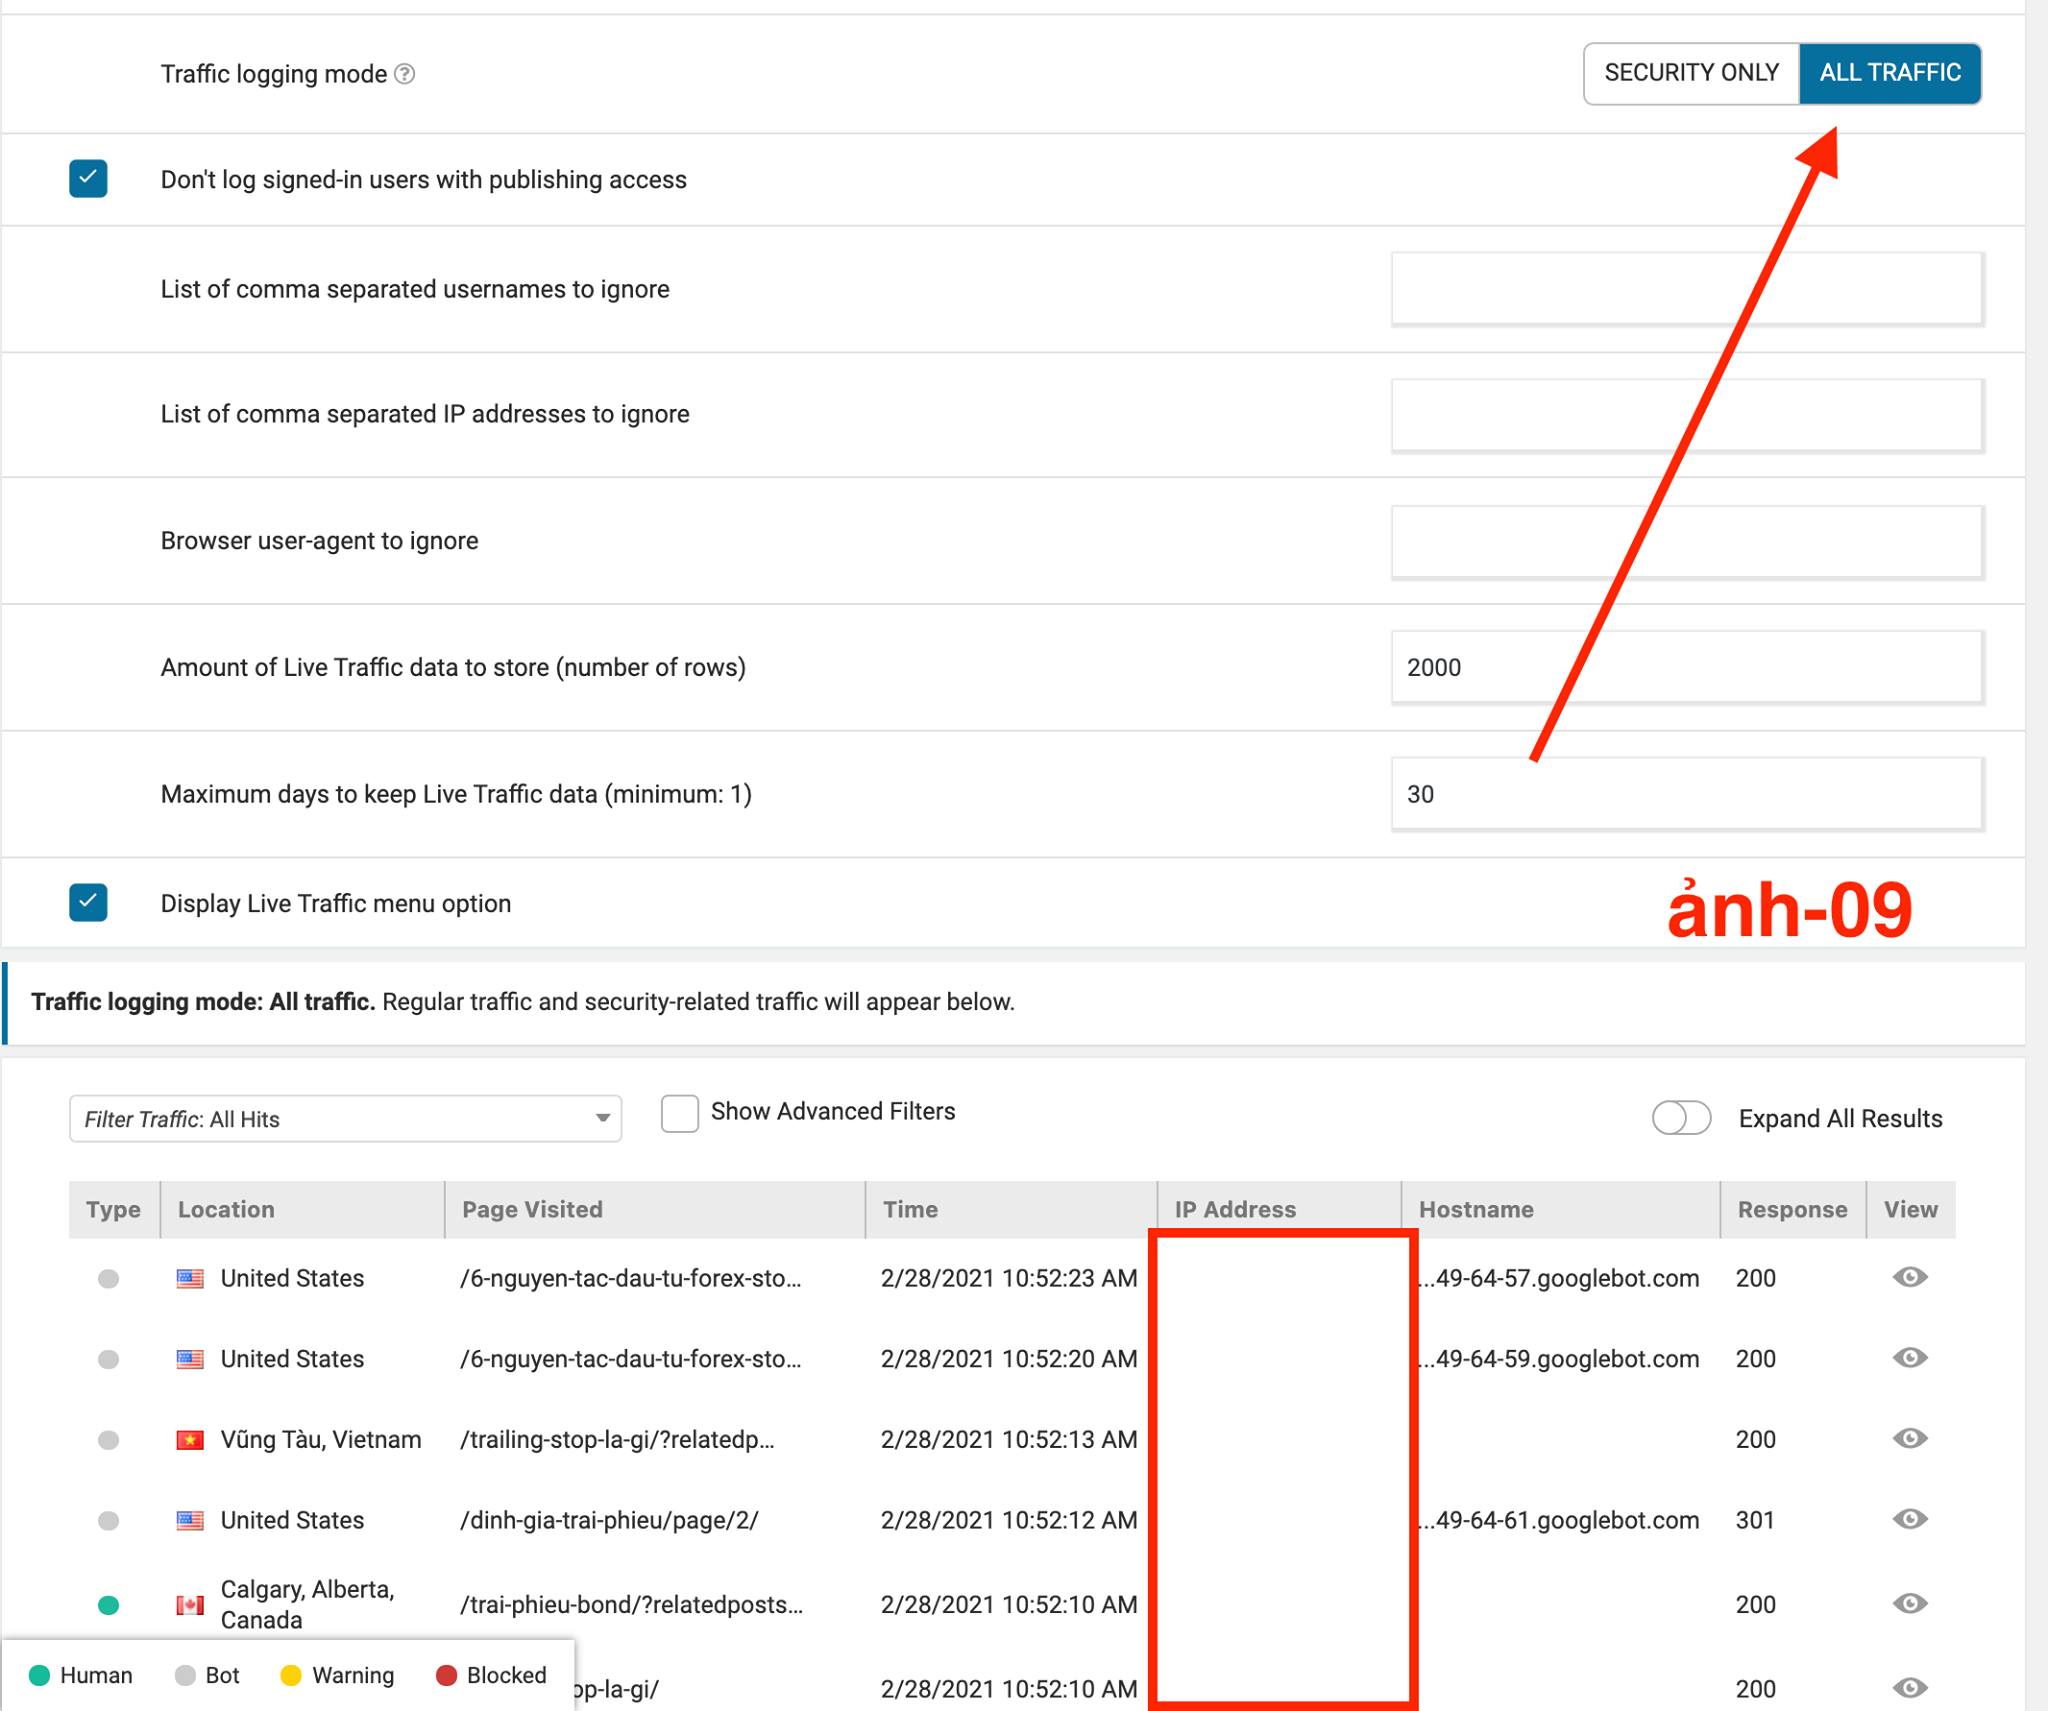 Traffic logging mode
SECURITY ONLY
ALL TRAFFIC
Don't log signed-in users with publishing access
List of comma separated usernames to ignore
List of comma separated IP addresses to ignore
Browser user-agent to ignore
Amount of Live Traffic data to store (number of rows)
2000
Maximum days to keep Live Traffic data (minimum: 1)
30
Display Live Traffic menu option
ảnh-09
Traffic logging mode: All traffic. Regular traffic and security-related traffic will appear below.
Filter Traffic: All Hits
Show Advanced Filters
Expand All Results
Type Location Page Visited Time IP Address Hostname Response View
United States /6-nguyen-tac-dau-tu-forex-sto... 2/28/2021 10:52:23 AM ...49-64-57.googlebot.com 200
United States /6-nguyen-tac-dau-tu-forex-sto... 2/28/2021 10:52:20 AM ...49-64-59.googlebot.com 200
Vũng Tàu, Vietnam /trailing-stop-la-gi/?relatedp... 2/28/2021 10:52:13 AM 200
United States /dinh-gia-trai-phieu/page/2/ 2/28/2021 10:52:12 AM ...49-64-61.googlebot.com 301
Calgary, Alberta,
Canada
/trai-phieu-bond/?relatedposts... 2/28/2021 10:52:10 AM 200
Human Bot Warning Blocked
op-la-gi/ 2/28/2021 10:52:10 AM 200